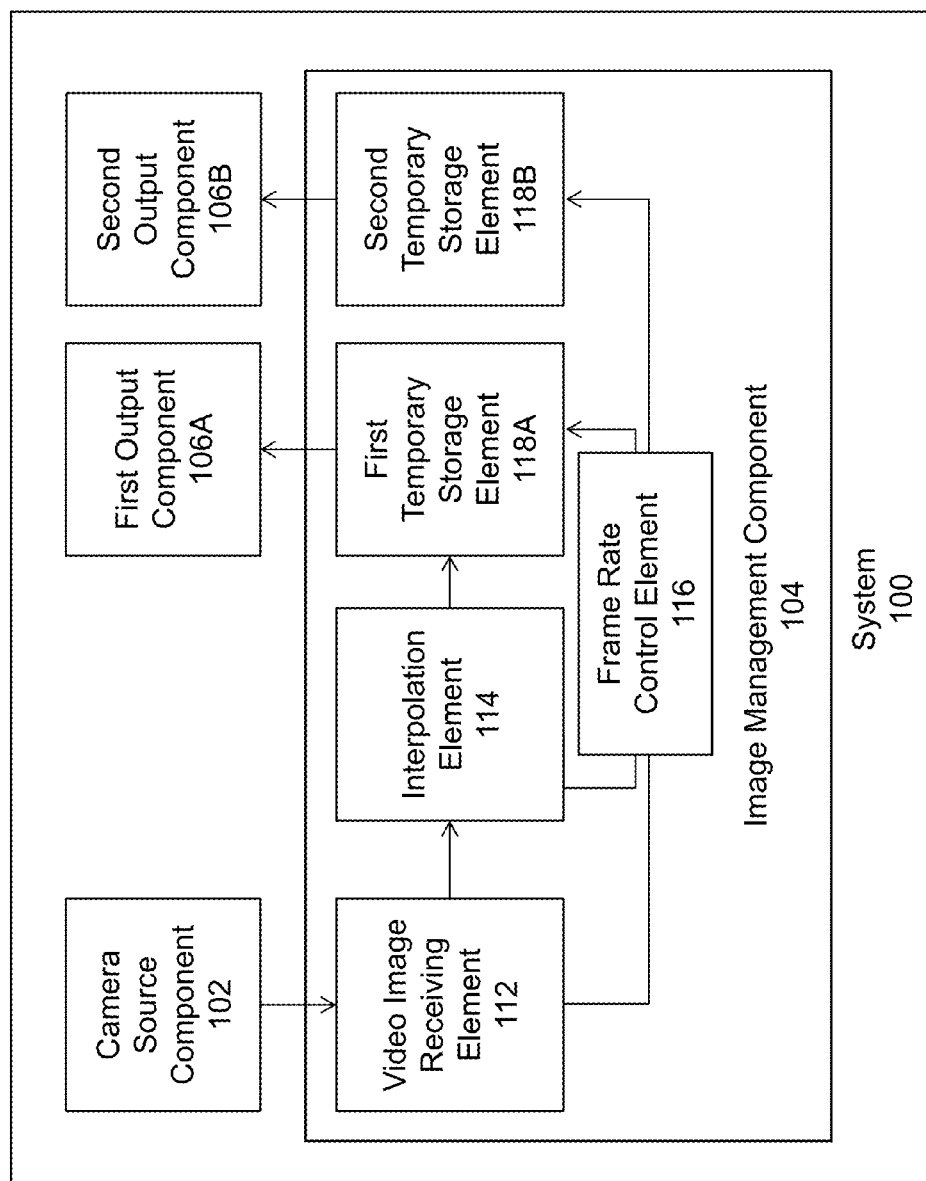 Camera
Source
Component
102
First Output
Component
106A
Second
Output
Component
106B
Video Image
Receiving
Element
112
Interpolation
Element
114
First
Temporary
Storage
Element
118A
Second
Temporary
Storage
Element
118B
Frame Rate
Control Element
116
Image Management Component
104
System
100